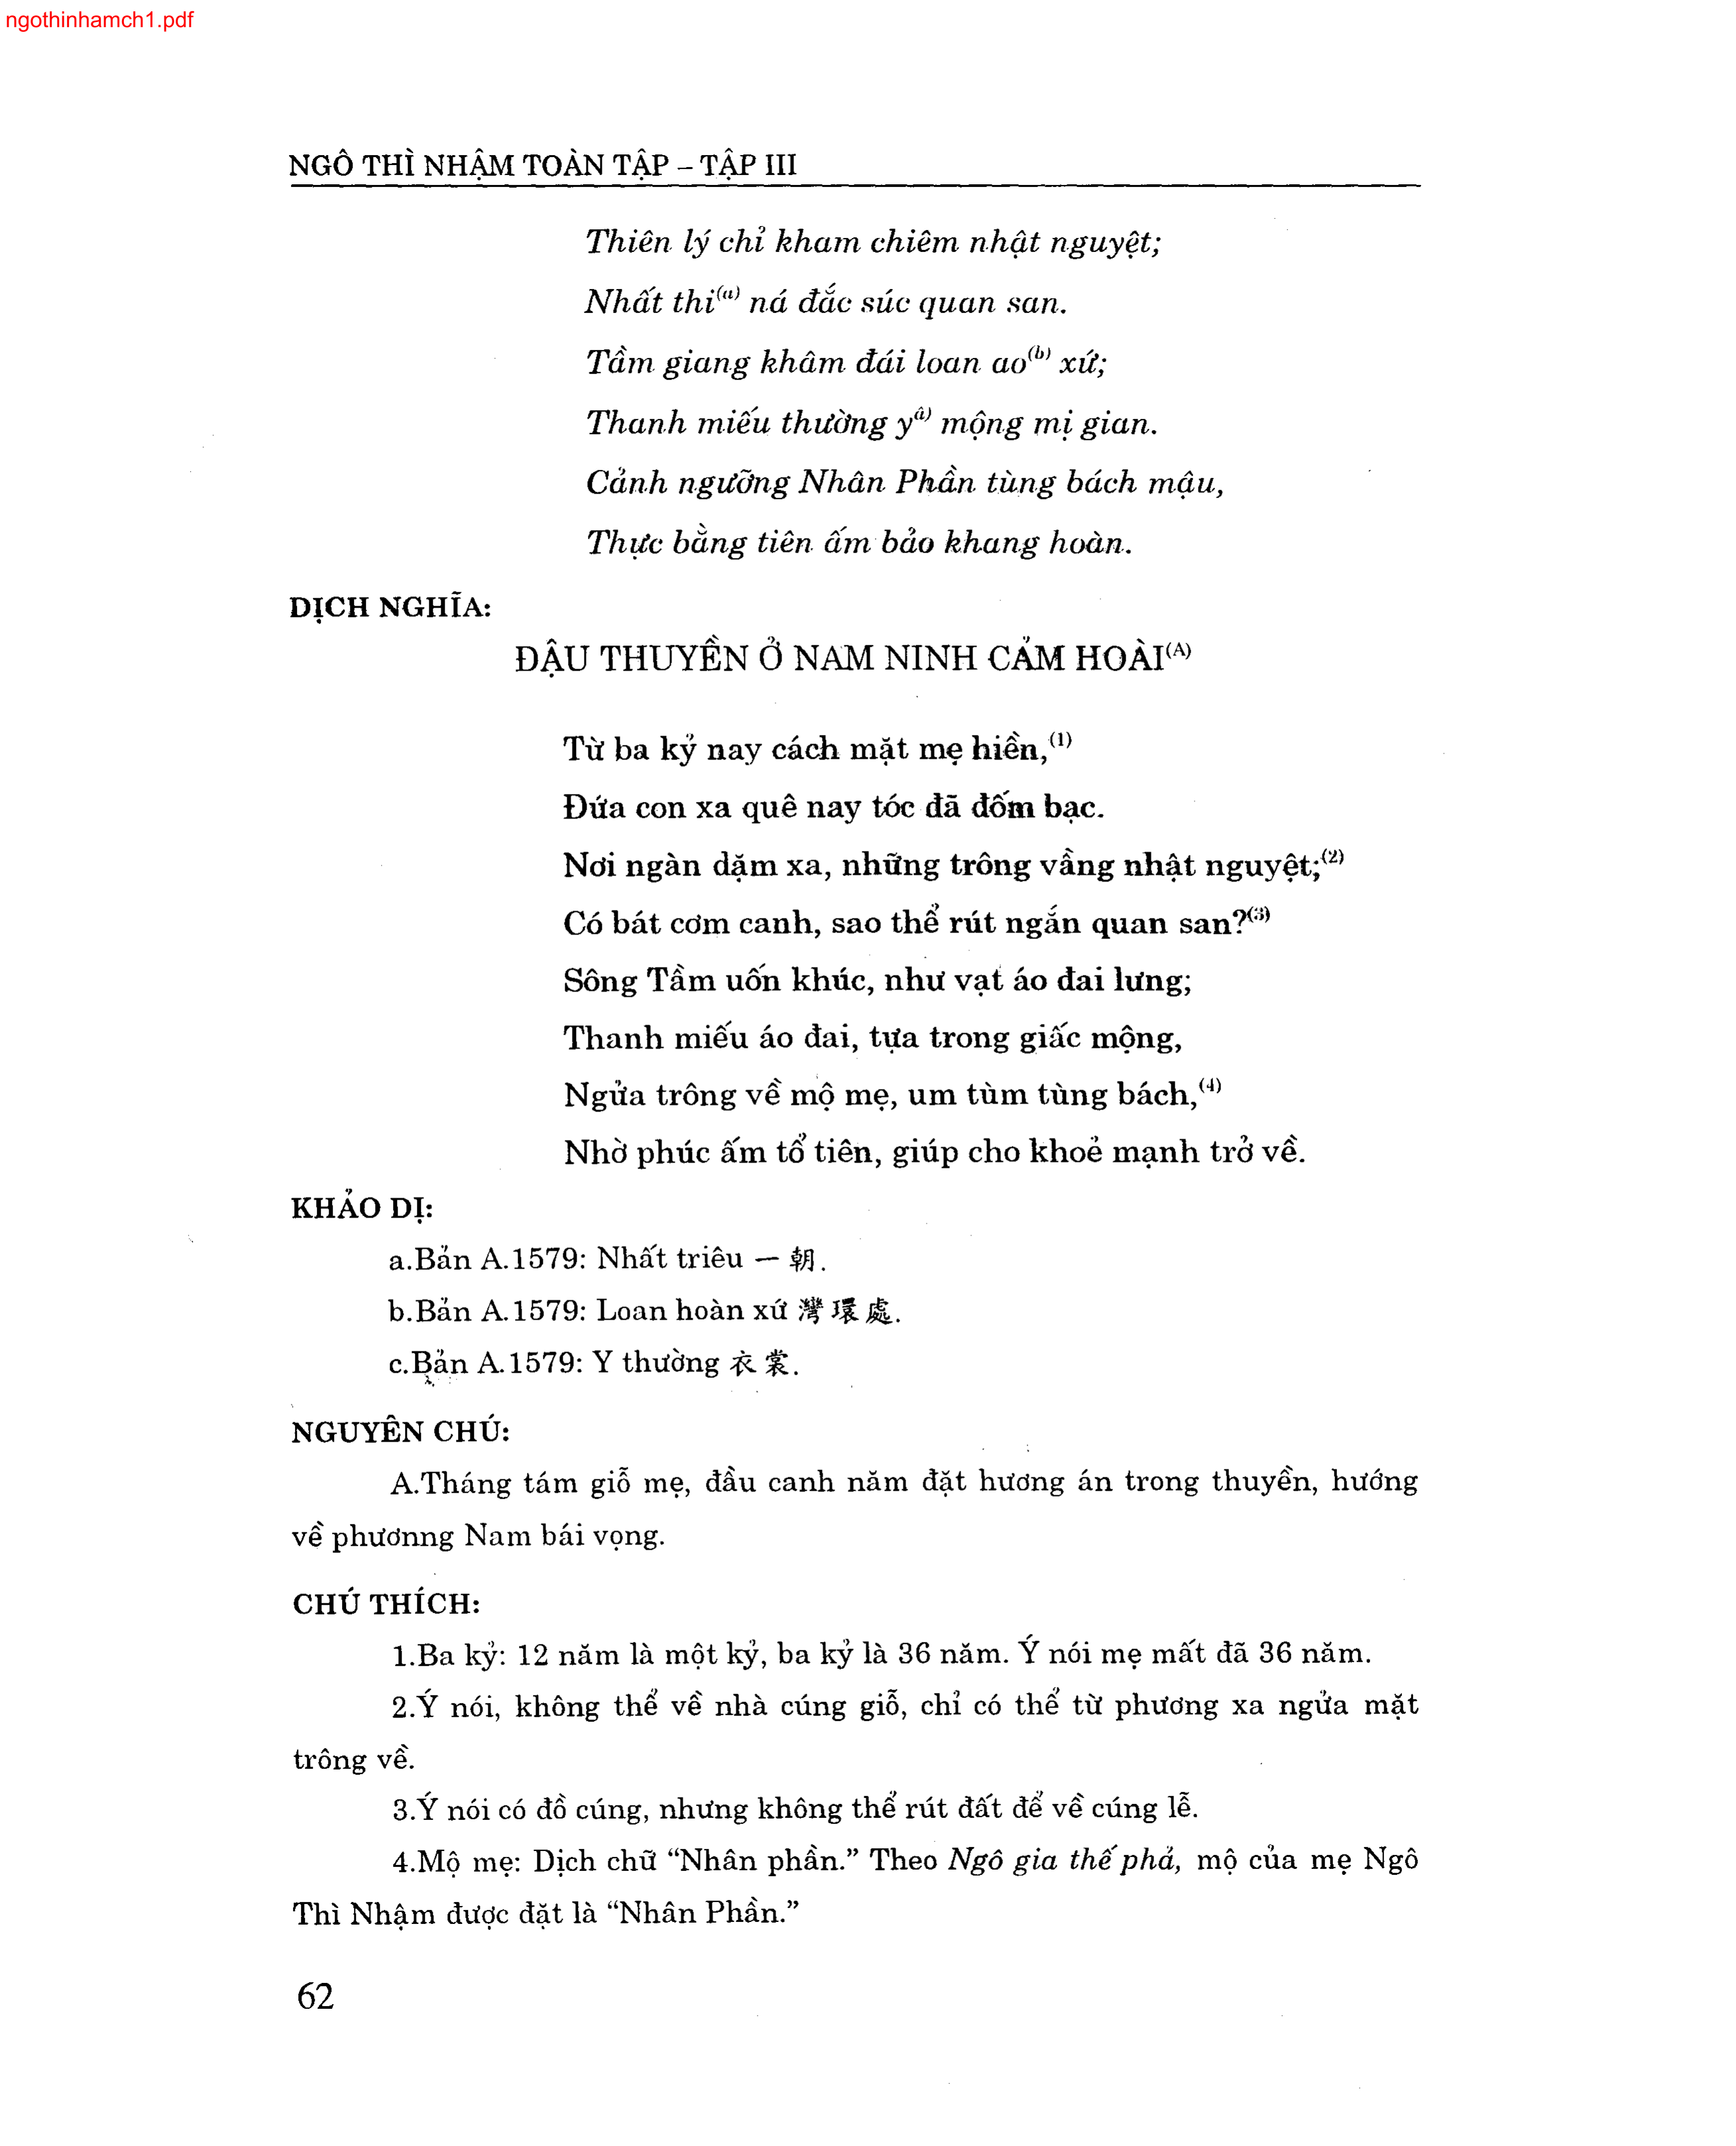 ngothinhamch1.pdf
NGÔ THÌ NHẬM TOÀN TẬP – TẬP III
Thiên lý chỉ kham chiêm nhật nguyệt;
Nhất thi(a) ná đắc súc quan san.
Tầm giang khâm đái loan ao(b) xứ;
Thanh miếu thường y(â) mộng mị gian.
Cảnh ngưỡng Nhân Phần tùng bách mậu,
Thực bằng tiên ấm bảo khang hoàn.
DỊCH NGHĨA:
ĐẬU THUYỀN Ở NAM NINH CẢM HOÀI(A)
Từ ba kỷ nay cách mặt mẹ hiền,(1)
Đứa con xa quê nay tóc đã đốm bạc.
Nơi ngàn dặm xa, những trông vầng nhật nguyệt;(2)
Có bát cơm canh, sao thể rút ngắn quan san?(3)
Sông Tầm uốn khúc, như vạt áo đai lưng;
Thanh miếu áo đai, tựa trong giấc mộng,
Ngửa trông về mộ mẹ, um tùm tùng bách,(4)
Nhờ phúc ấm tổ tiên, giúp cho khoẻ mạnh trở về.
KHẢO DỊ:
a.Bản A.1579: Nhất triêu 一 朝.
b.Bản A.1579: Loan hoàn xứ 灣 環 處.
c.Bản A.1579: Y thường 衣 裳.
NGUYÊN CHÚ:
A.Tháng tám giỗ mẹ, đầu canh năm đặt hương án trong thuyền, hướng
về phươnng Nam bái vọng.
CHÚ THÍCH:
1.Ba kỷ: 12 năm là một kỷ, ba kỷ là 36 năm. Ý nói mẹ mất đã 36 năm.
2.Ý nói, không thể về nhà cúng giỗ, chỉ có thể từ phương xa ngửa mặt
trông về.
3.Ý nói có đồ cúng, nhưng không thể rút đất để về cúng lễ.
4.Mộ mẹ: Dịch chữ “Nhân phần.” Theo Ngô gia thế phả, mộ của mẹ Ngô
Thì Nhậm được đặt là “Nhân Phần.”
62